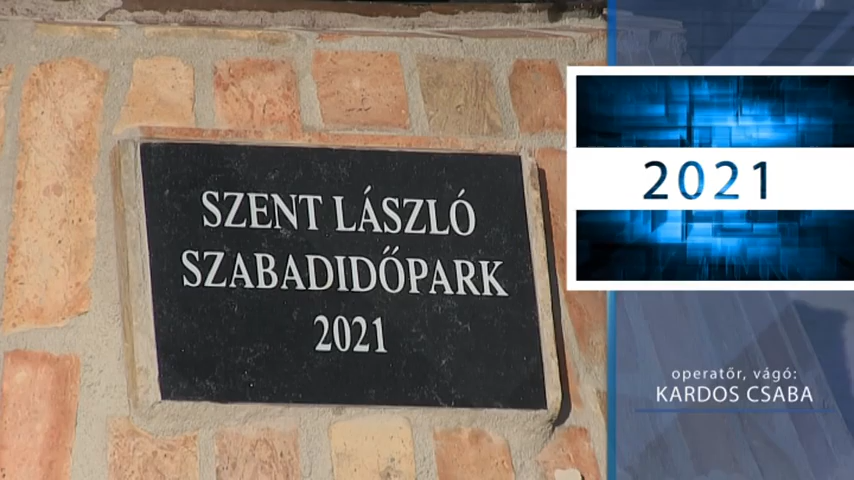 SZENT LÁSZLÓ
SZABADIDŐPARK
2021
2021
operatőr, vágó:
KARDOS CSABA